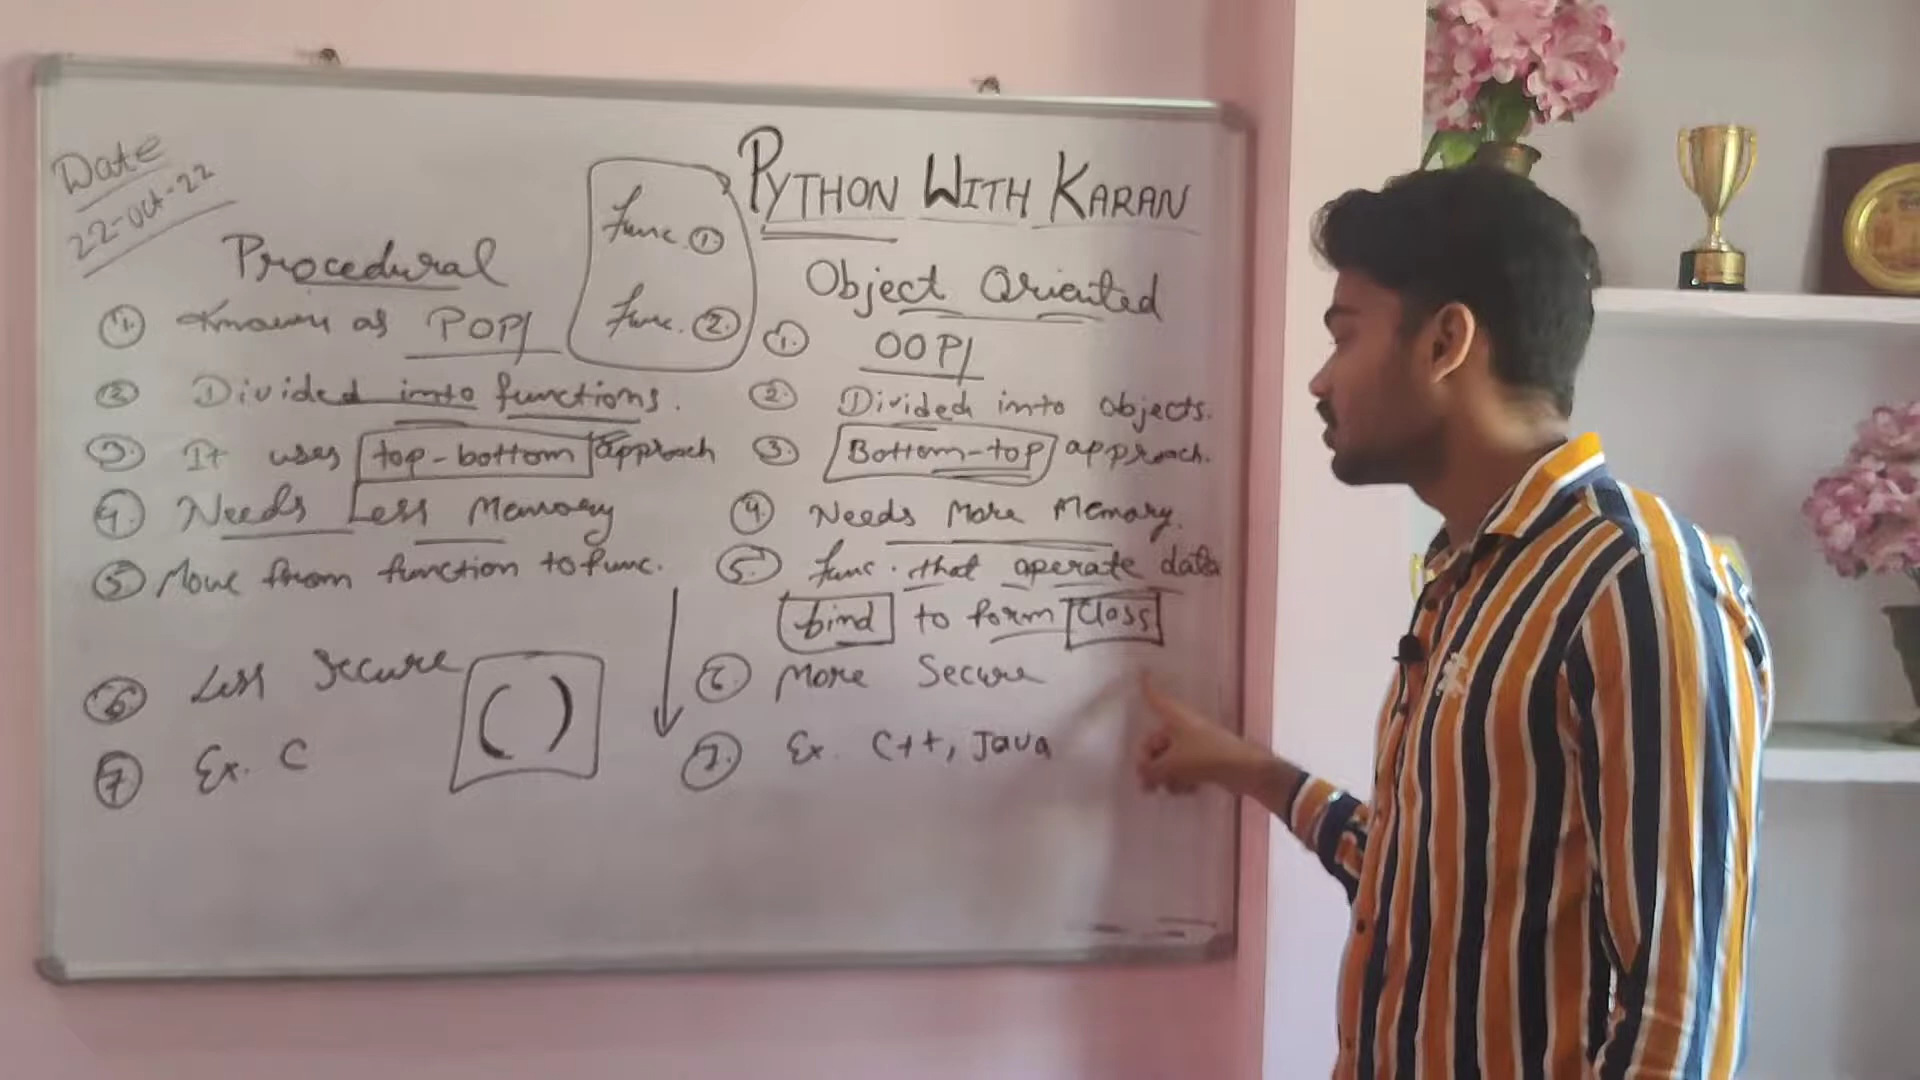 Date
22-Oct-22
PYTHON WITH KARAN
Func. 1.
Func. 2.
Procedural
1. Known as POP/
2. Divided into functions.
3. It uses top-bottom approach
4. Needs Less Memory
5. Move from function to func.
6. Less Secure
( )
7. Ex. C
Object Oriented
1. OOP/
2. Divided into objects.
3. Bottom-top approach.
4. Needs More Memory.
5. func. that operate data
bind to form Class
6. More Secure
7. Ex. C++, Java